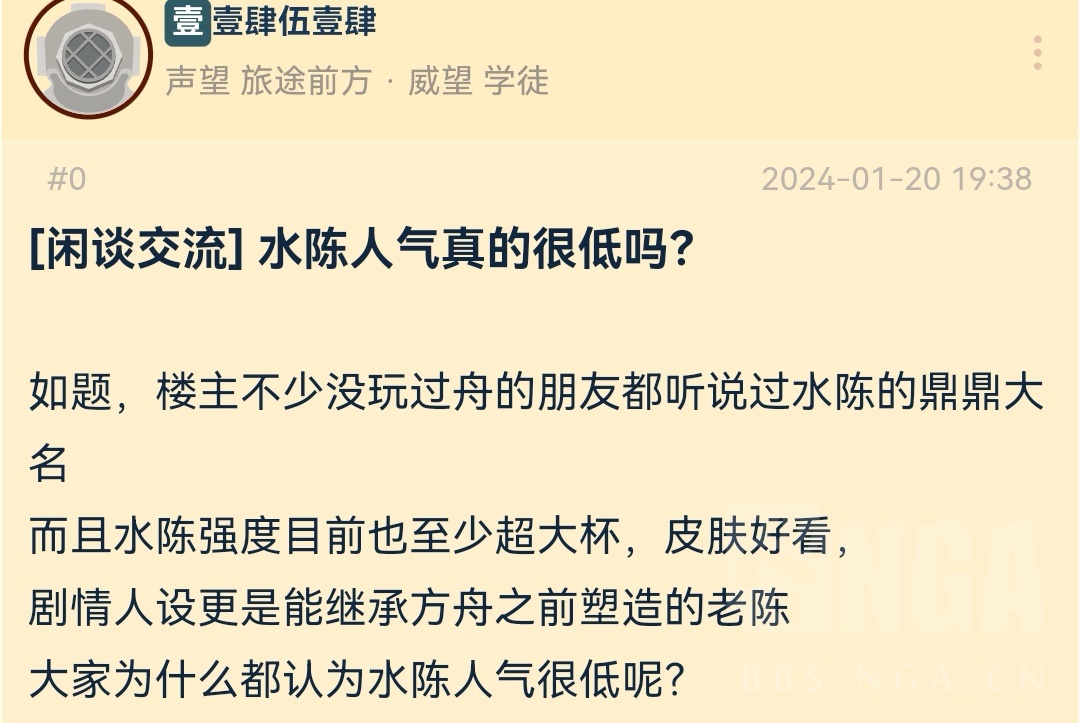 壹壹肆伍壹肆
声望 旅途前方 · 威望 学徒
#0
2024-01-20 19:38
[闲谈交流] 水陈人气真的很低吗？
如题，楼主不少没玩过舟的朋友都听说过水陈的鼎鼎大
名
而且水陈强度目前也至少超大杯，皮肤好看，
剧情人设更是能继承方舟之前塑造的老陈
大家为什么都认为水陈人气很低呢？
NGA
BBS.NGA.CN